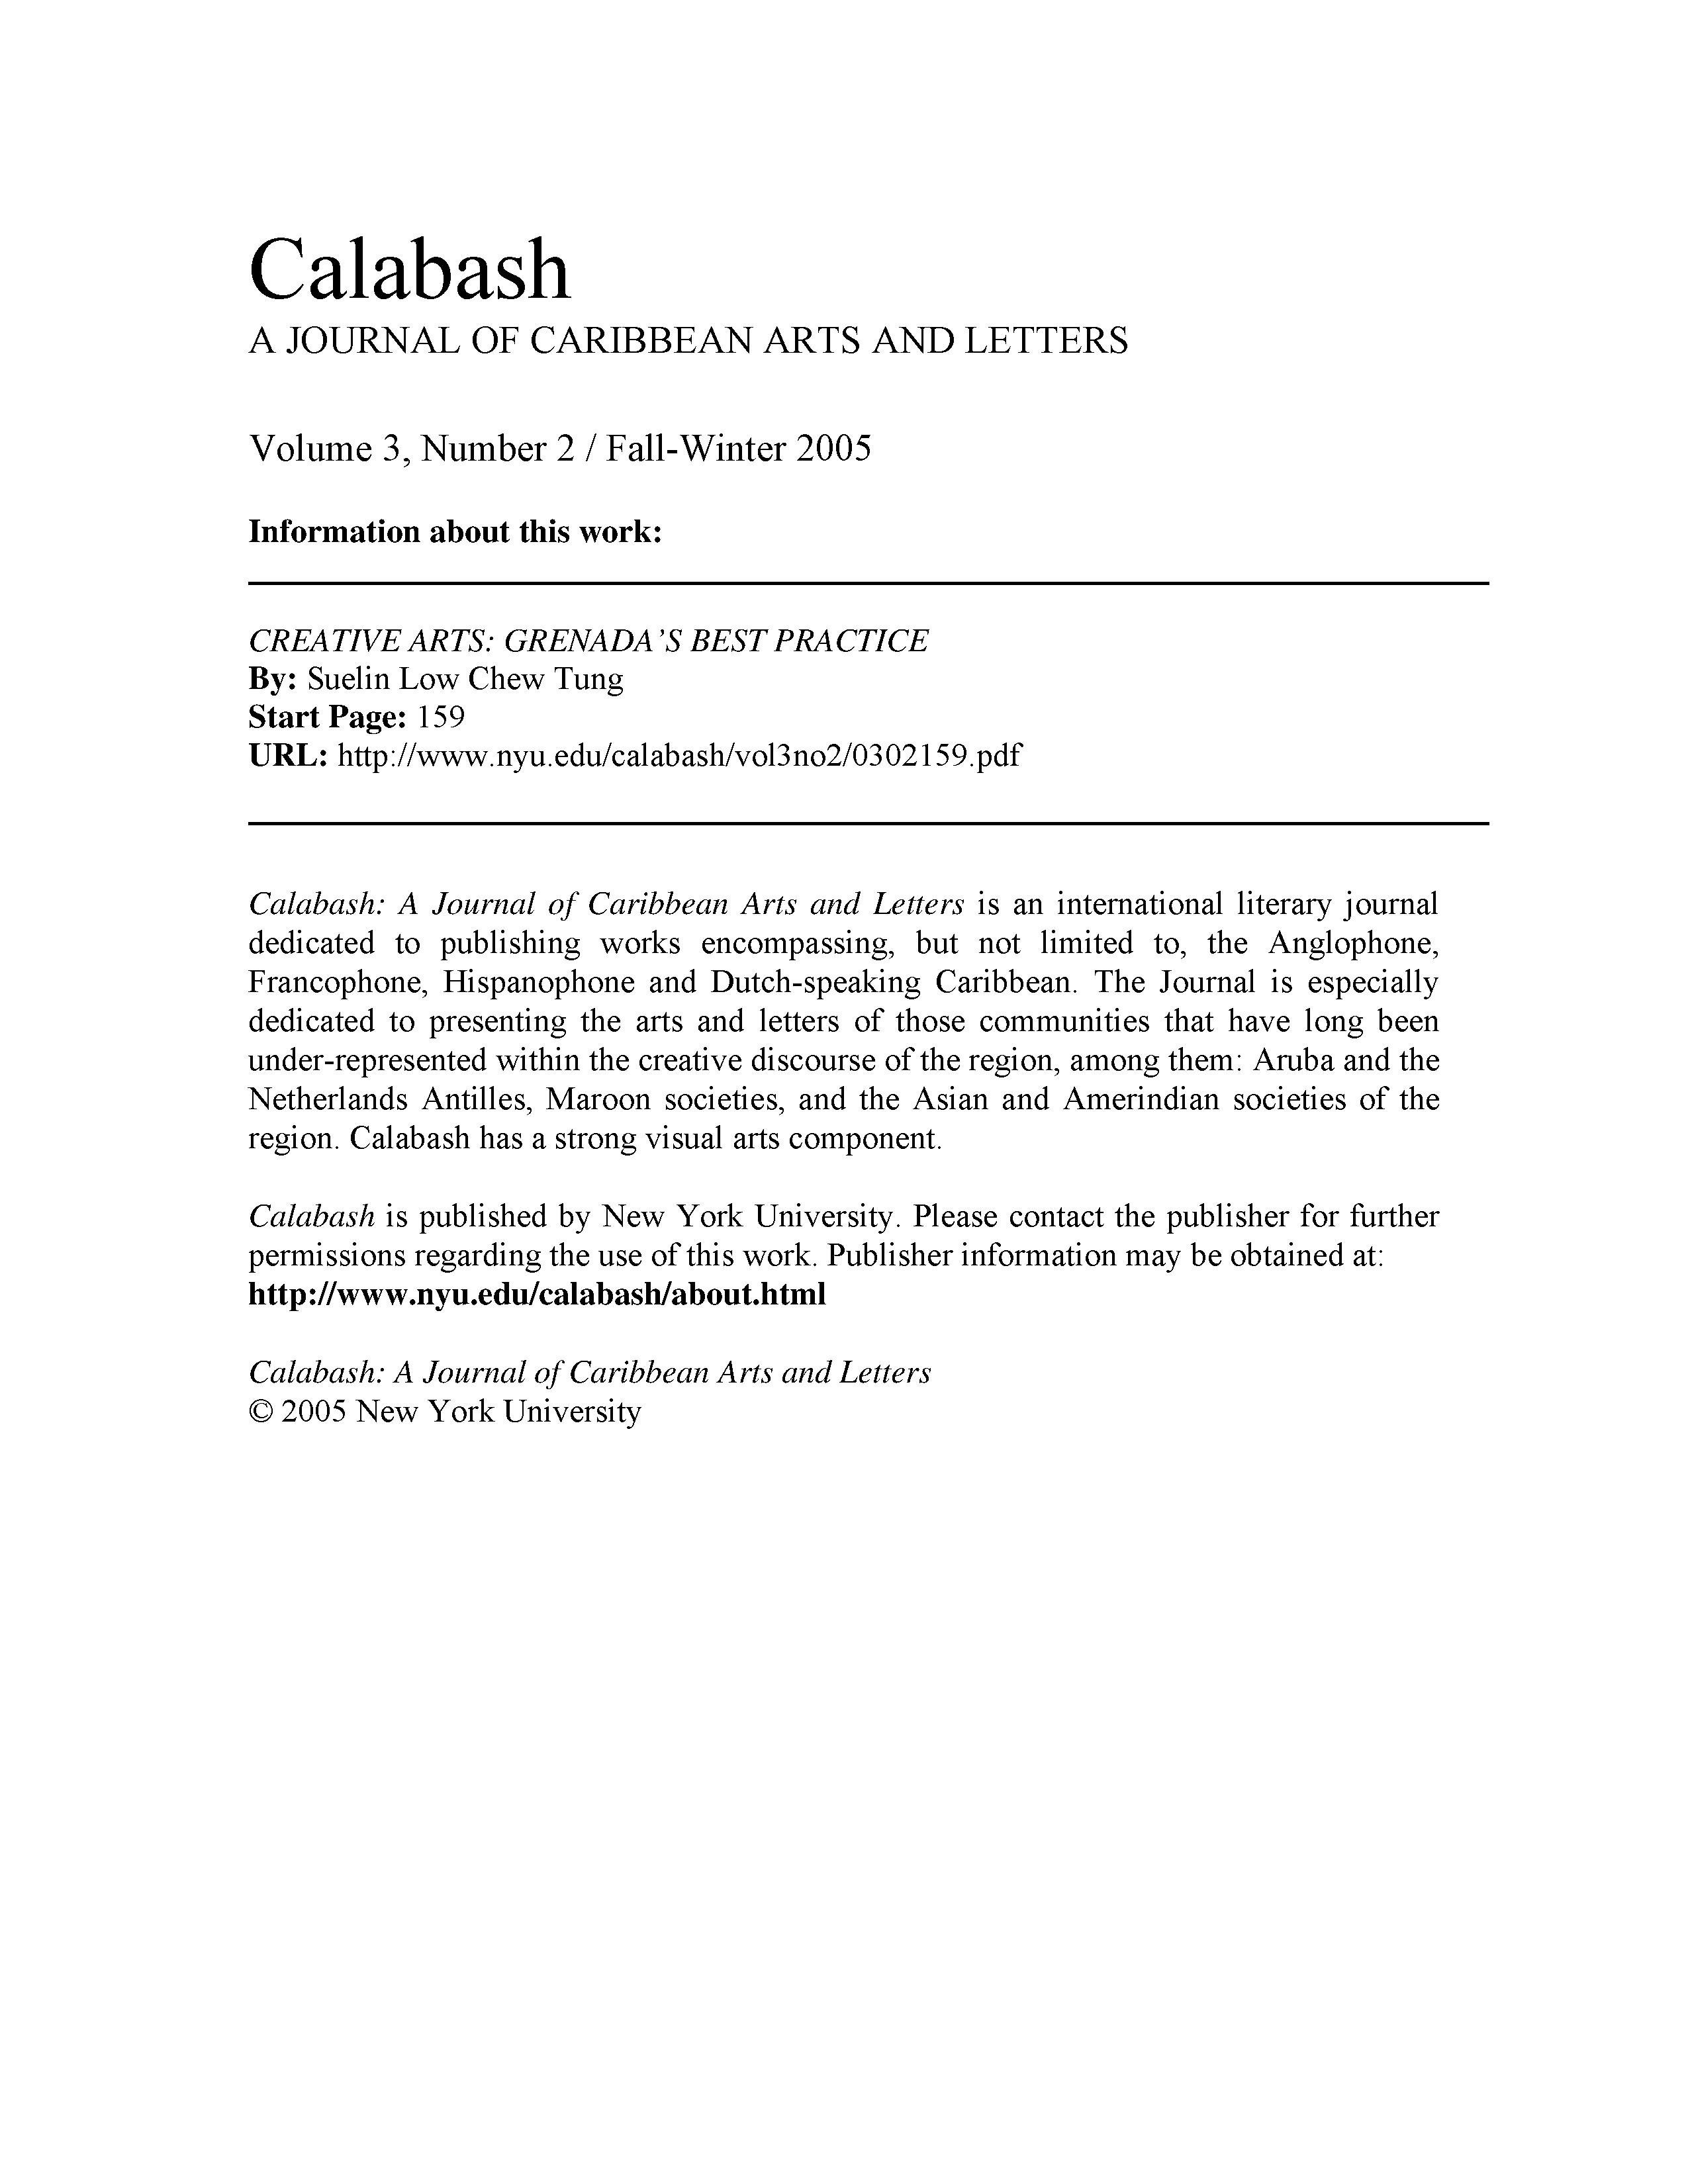 Calabash
A JOURNAL OF CARIBBEAN ARTS AND LETTERS
Volume 3, Number 2 / Fall-Winter 2005
Information about this work:
CREATIVE ARTS: GRENADA'S BEST PRACTICE
By: Suelin Low Chew Tung
Start Page: 159
URL: http://www.nyu.edu/calabash/vol3no2/0302159.pdf
Calabash: A Journal of Caribbean Arts and Letters is an international literary journal
dedicated to publishing works encompassing, but not limited to, the Anglophone,
Francophone, Hispanophone and Dutch-speaking Caribbean. The Journal is especially
dedicated to presenting the arts and letters of those communities that have long been
under-represented within the creative discourse of the region, among them: Aruba and the
Netherlands Antilles, Maroon societies, and the Asian and Amerindian societies of the
region. Calabash has a strong visual arts component.
Calabash is published by New York University. Please contact the publisher for further
permissions regarding the use of this work. Publisher information may be obtained at:
http://www.nyu.edu/calabash/about.html
Calabash: A Journal of Caribbean Arts and Letters
© 2005 New York University